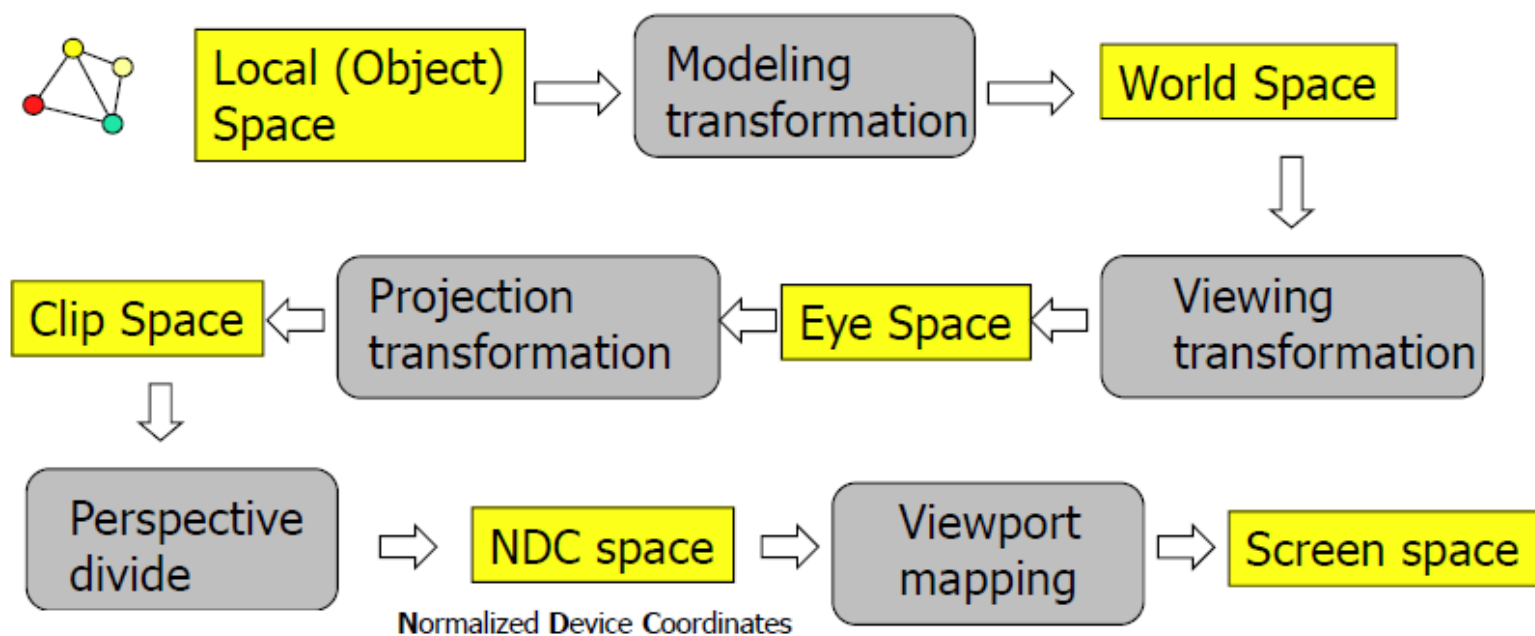 Local (Object)
Space
Modeling
transformation
World Space
Viewing
transformation
Eye Space
Projection
transformation
Clip Space
Perspective
divide
NDC space
Normalized Device Coordinates
Viewport
mapping
Screen space